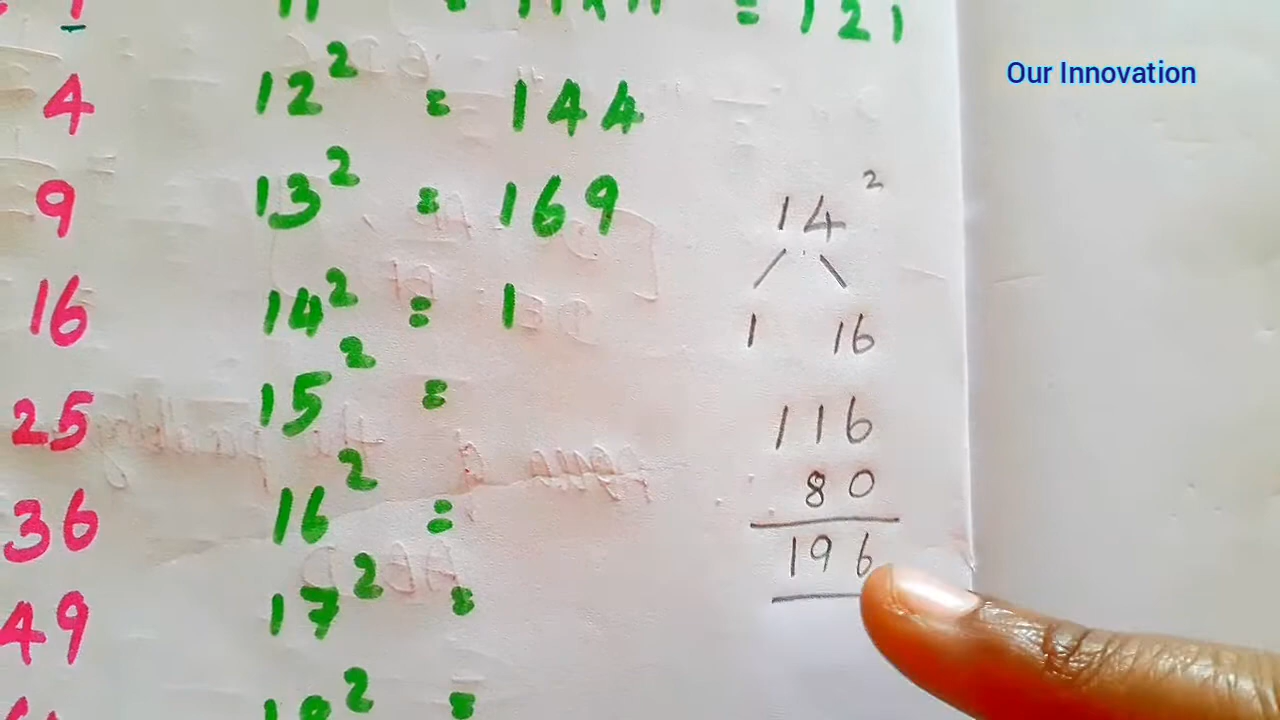 1 11 = 11x11 = 121
Our Innovation
4 12² = 144
9 13² = 169
14²
16 14² = 1
1 16
25 15² =
116
36 16² =
80
196
49 17² =
18² =